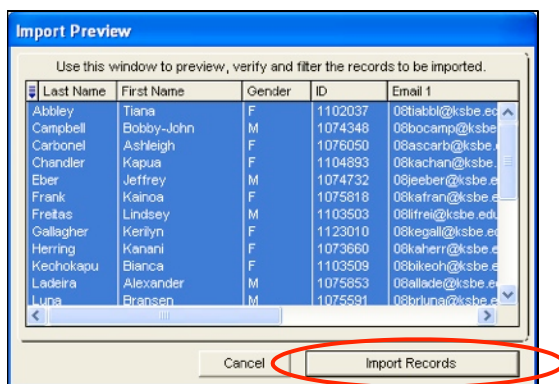 Import Preview
Use this window to preview, verify and filter the records to be imported.
Last Name First Name Gender ID Email 1
Abbley Tiana F 1102037 08tiabbl@ksbe.ec
Campbell Bobby-John M 1074348 08bocamp@ksbe
Carbonel Ashleigh F 1076050 08ascarb@ksbe.
Chandler Kapua F 1104893 08kachan@ksbe.
Eber Jeffrey M 1074732 08jeeber@ksbe.e
Frank Kainoa F 1075818 08kafran@ksbe.e
Freitas Lindsey M 1103503 08lifrei@ksbe.edu
Gallagher Kerilyn F 1123010 08kegall@ksbe.ec
Herring Kanani F 1073660 08kaherr@ksbe.e
Keohokapu Bianca F 1103509 08bikeoh@ksbe.e
Ladeira Alexander M 1075853 08allade@ksbe.e
Luna Bransen M 1075591 08brluna@ksbe.e
Cancel Import Records